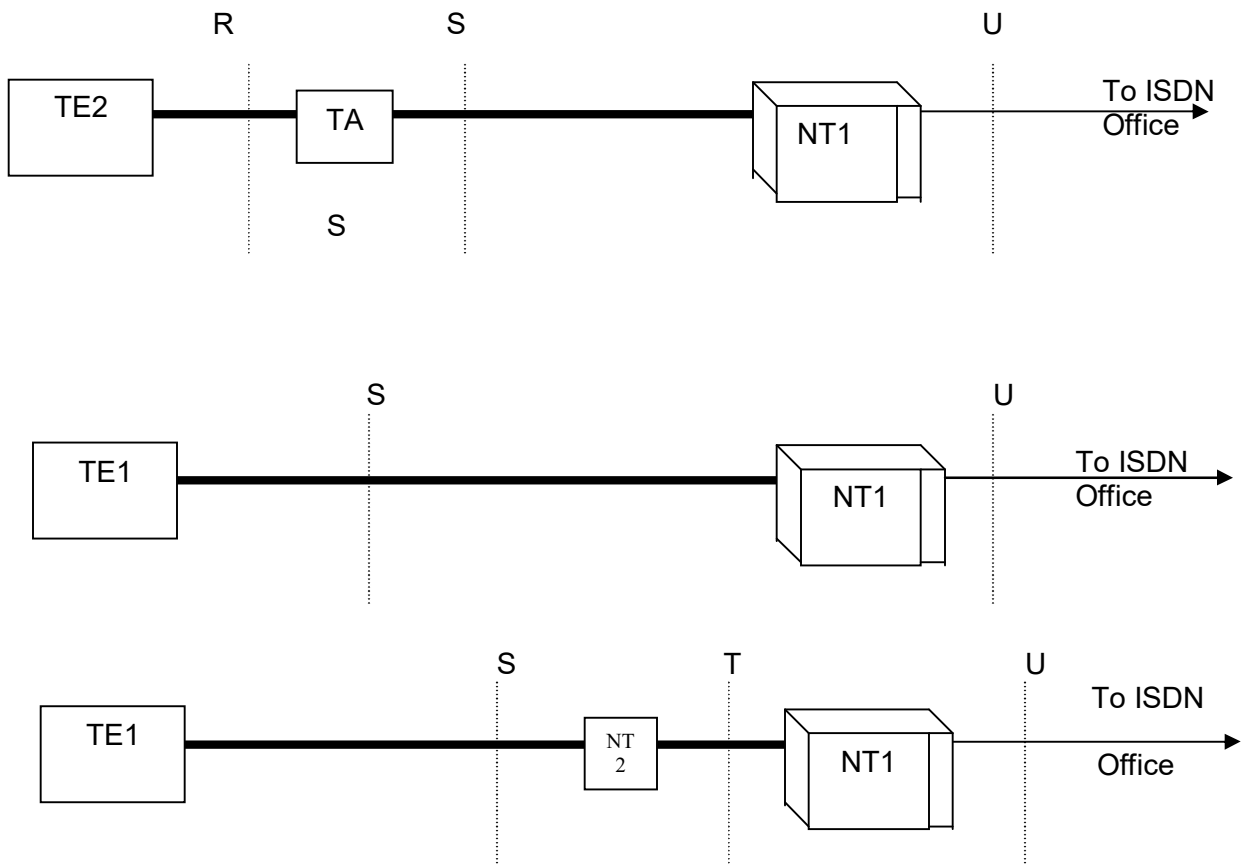 R S U
TE2 TA NT1 To ISDN
Office
S
S U
TE1 NT1 To ISDN
Office
S T U
To ISDN
TE1 NT NT1
2
Office